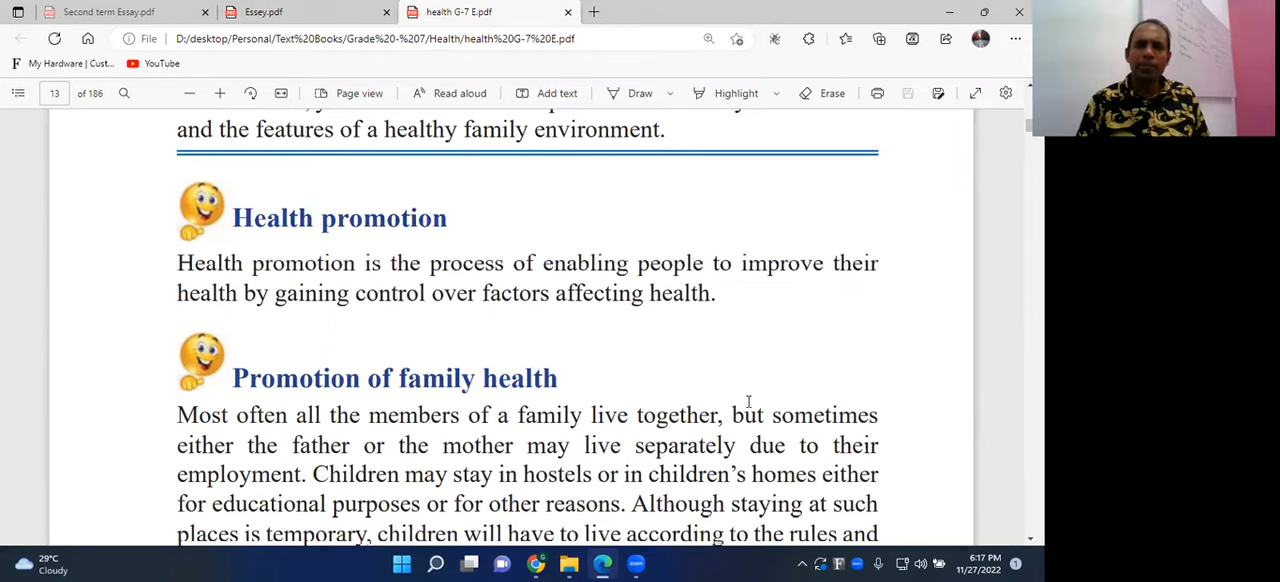 Second term Essay.pdf
Essey.pdf
health G-7 E.pdf
File
D:/desktop/Personal/Text%20Books/Grade%20-%207/Health/health%20G-7%20E.pdf
My Hardware | Cust...
YouTube
13 of 186
Page view
Read aloud
Add text
Draw
Highlight
Erase
and the features of a healthy family environment.
Health promotion
Health promotion is the process of enabling people to improve their
health by gaining control over factors affecting health.
Promotion of family health
Most often all the members of a family live together, but sometimes
either the father or the mother may live separately due to their
employment. Children may stay in hostels or in children's homes either
for educational purposes or for other reasons. Although staying at such
places is temporary, children will have to live according to the rules and
29°C
Cloudy
6:17 PM
11/27/2022